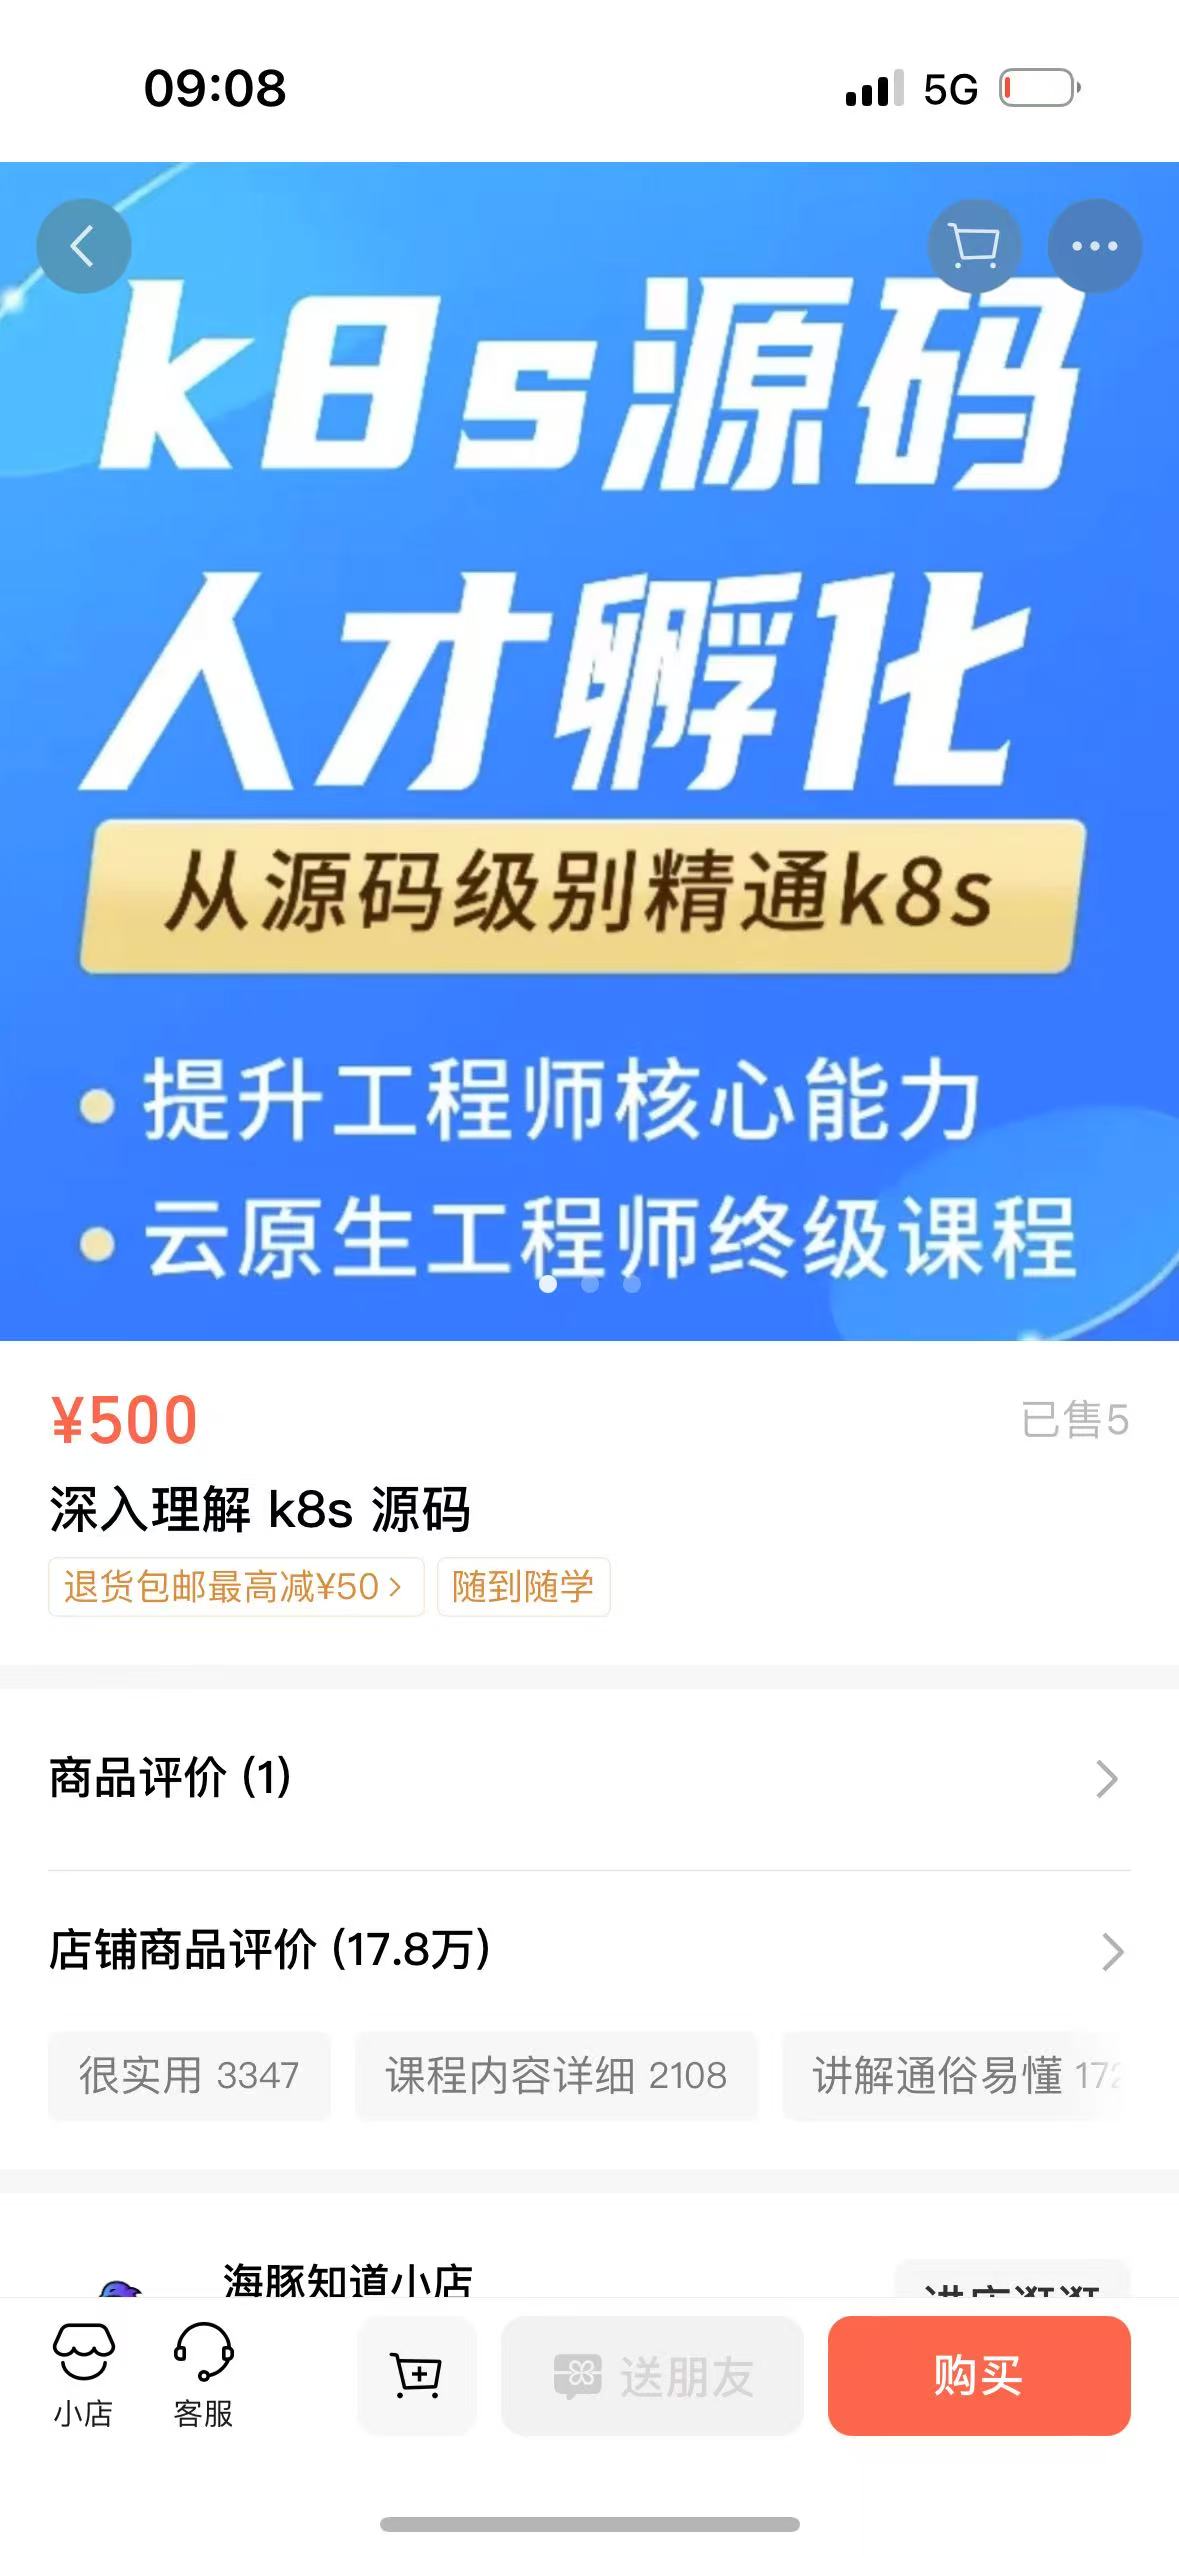 09:08
5G
k8s源码
人才孵化
从源码级别精通k8s
提升工程师核心能力
云原生工程师终级课程
¥500
已售5
深入理解 k8s 源码
退货包邮最高减¥50
随到随学
商品评价 (1)
店铺商品评价 (17.8万)
很实用 3347
课程内容详细 2108
讲解通俗易懂 172
海豚知道小店
进店逛逛
小店
客服
送朋友
购买